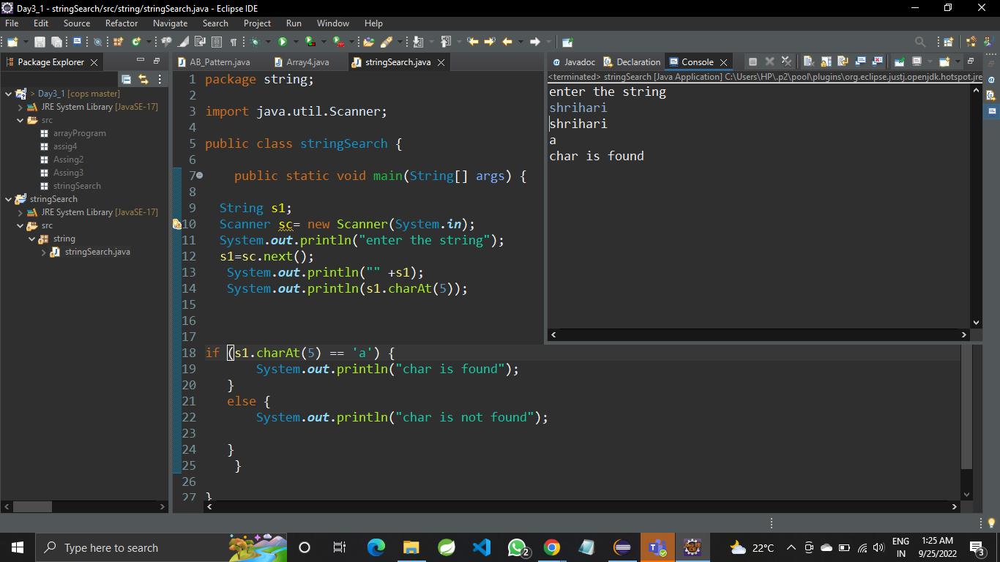 Day3_1 - stringSearch/src/string/stringSearch.java - Eclipse IDE
File Edit Source Refactor Navigate Search Project Run Window Help
Package Explorer
> Day3_1 [cops master]
JRE System Library [JavaSE-17]
src
arrayProgram
assig4
Assing2
Assing3
stringSearch
stringSearch
JRE System Library [JavaSE-17]
src
string
stringSearch.java
AB_Pattern.java Array4.java stringSearch.java
1 package string;
2
3 import java.util.Scanner;
4
5 public class stringSearch {
6
7 public static void main(String[] args) {
8
9 String s1;
10 Scanner sc= new Scanner(System.in);
11 System.out.println("enter the string");
12 s1=sc.next();
13 System.out.println("" +s1);
14 System.out.println(s1.charAt(5));
15
16
17
18 if (s1.charAt(5) == 'a') {
19 System.out.println("char is found");
20 }
21 else {
22 System.out.println("char is not found");
23
24 }
25 }
26
27 }
Javadoc Declaration Console
<terminated> stringSearch [Java Application] C:\Users\HP\.p2\pool\plugins\org.eclipse.justj.openjdk.hotspot.jre
enter the string
shrihari
shrihari
a
char is found
Type here to search
2
22°C
ENG
IN
1:25 AM
9/25/2022
3